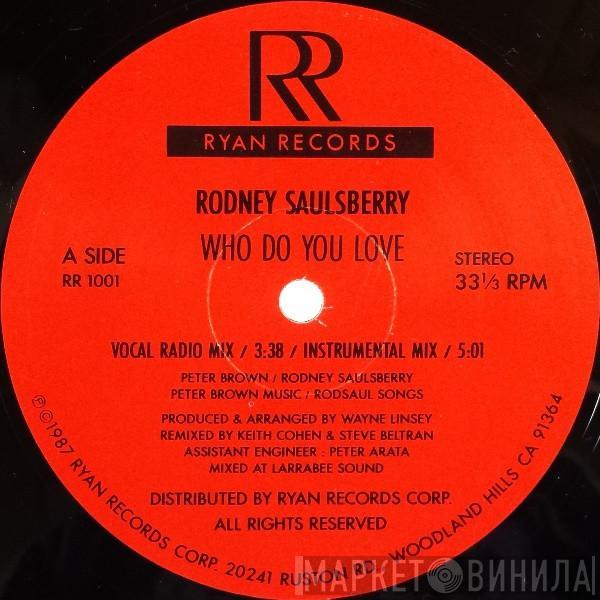 RR
RYAN RECORDS
RODNEY SAULSBERRY
WHO DO YOU LOVE
A SIDE
RR 1001
STEREO
33⅓ RPM
VOCAL RADIO MIX / 3:38 / INSTRUMENTAL MIX / 5:01
PETER BROWN / RODNEY SAULSBERRY
PETER BROWN MUSIC / RODSAUL SONGS
PRODUCED & ARRANGED BY WAYNE LINSEY
REMIXED BY KEITH COHEN & STEVE BELTRAN
ASSISTANT ENGINEER : PETER ARATA
MIXED AT LARRABEE SOUND
DISTRIBUTED BY RYAN RECORDS CORP.
ALL RIGHTS RESERVED
℗©1987 RYAN RECORDS CORP. 20241 RUSTON RD., WOODLAND HILLS CA 91364
МАРКЕТ ВИНИЛА